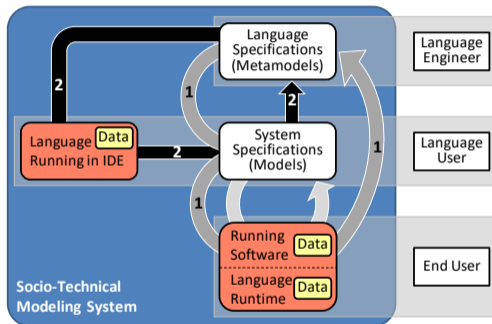 Language
Specifications
(Metamodels)
Language
Engineer
2
1
2
Language
Data
Running in IDE
2
System
Specifications
(Models)
1
Language
User
1
Running
Software
Data
Language
Runtime
Data
End User
Socio-Technical
Modeling System